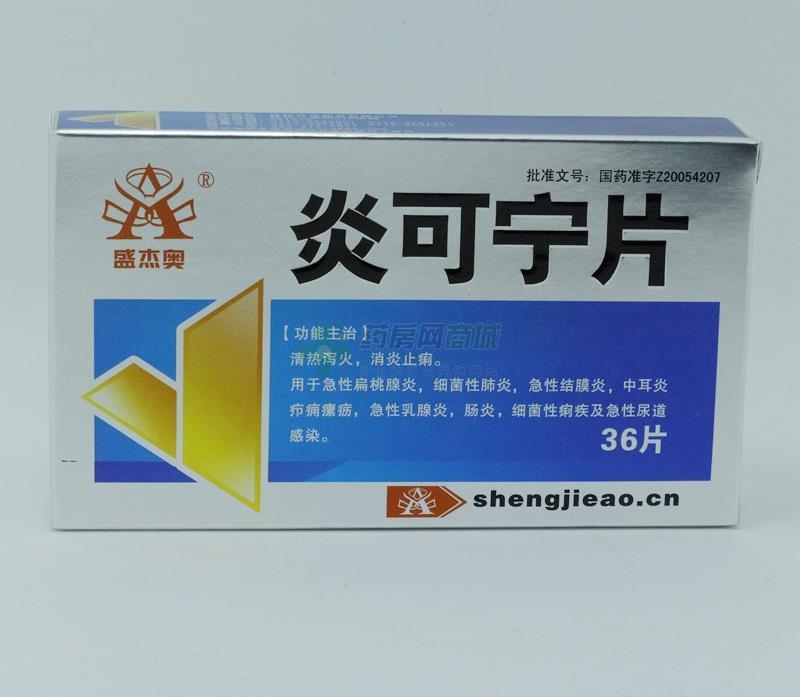 批准文号：国药准字Z20054207
®
盛杰奥
炎可宁片
【功能主治】
药房网商城
清热泻火，消炎止痢。
用于急性扁桃腺炎，细菌性肺炎，急性结膜炎，中耳炎
疖痈瘰疬，急性乳腺炎，肠炎，细菌性痢疾及急性尿道
感染。
36片
shengjieao.cn